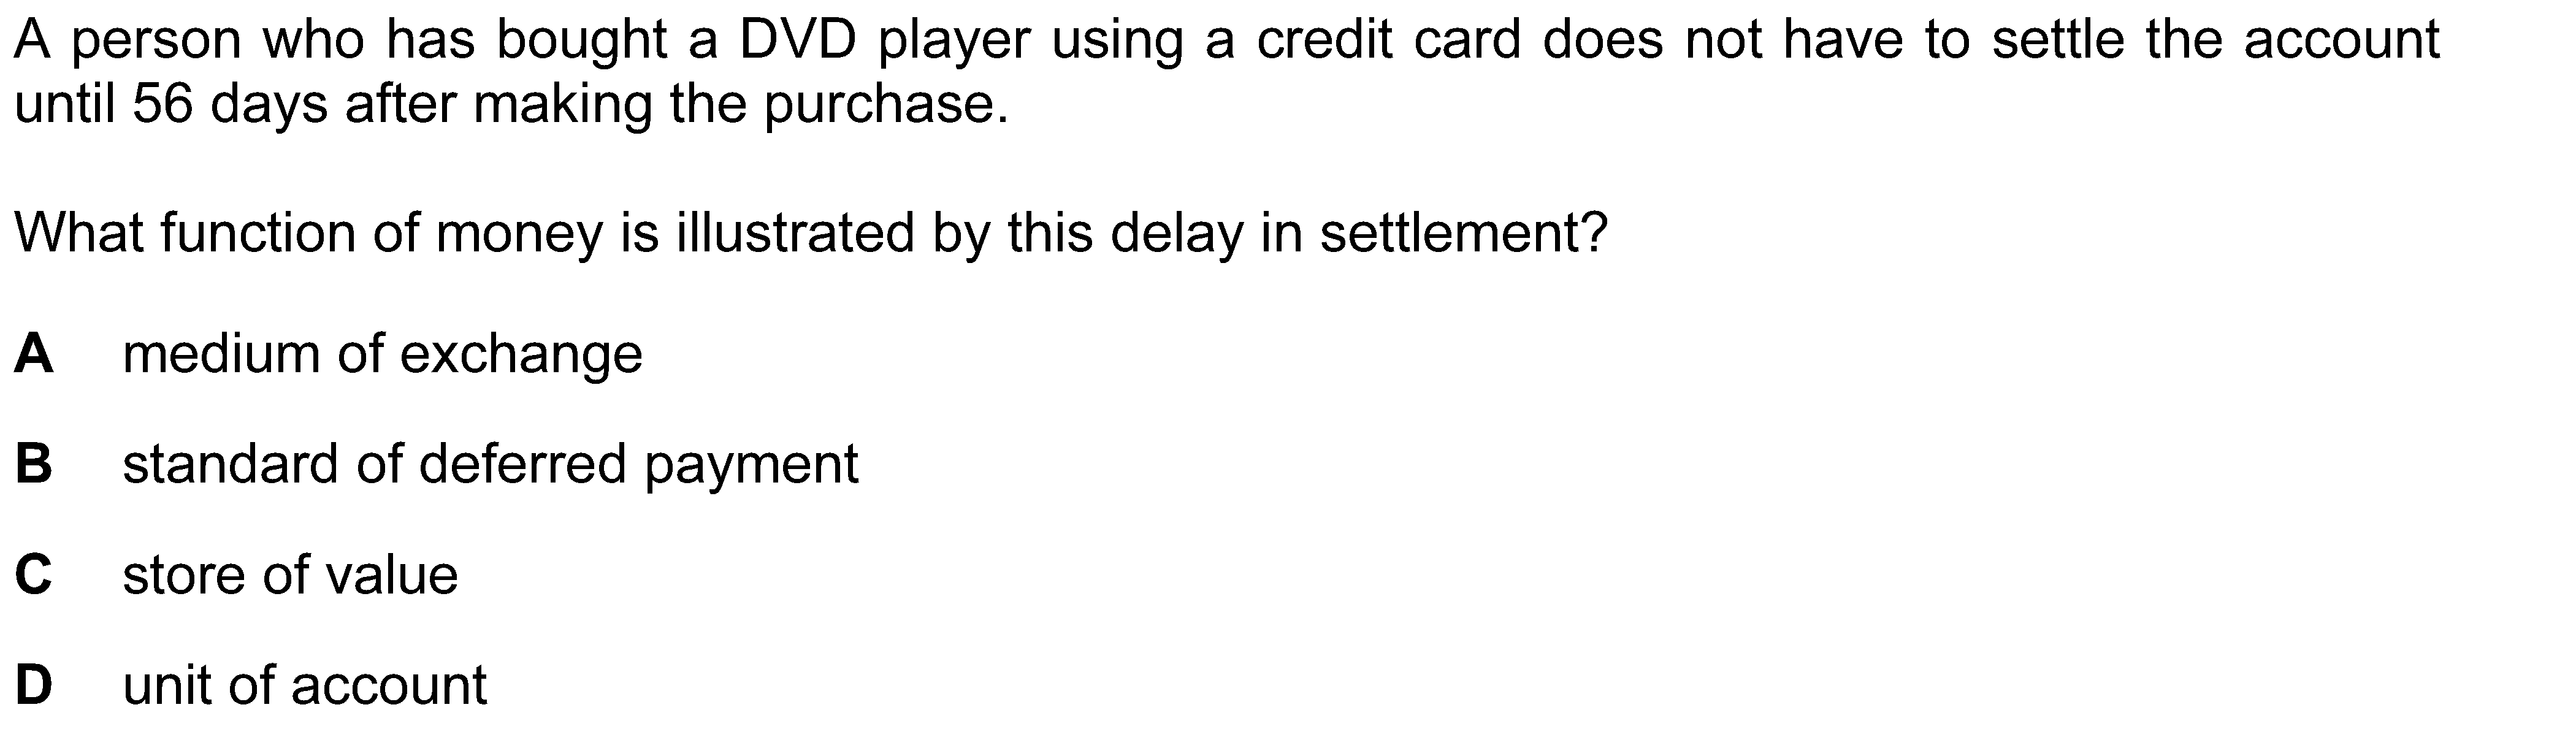 A person who has bought a DVD player using a credit card does not have to settle the account
until 56 days after making the purchase.
What function of money is illustrated by this delay in settlement?
A medium of exchange
B standard of deferred payment
C store of value
D unit of account